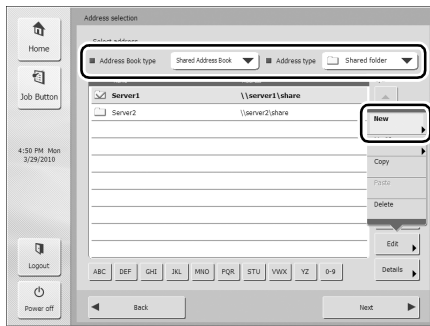 Address selection
Select address
Home
Address Book type
Shared Address Book
Address type
Shared folder
Job Button
Server1
\\server1\share
Server2
\\server2\share
New
4:50 PM Mon
3/29/2010
Copy
Paste
Delete
Edit
Logout
ABC DEF GHI JKL MNO PQR STU VWX YZ 0-9
Details
Power off
Back
Next